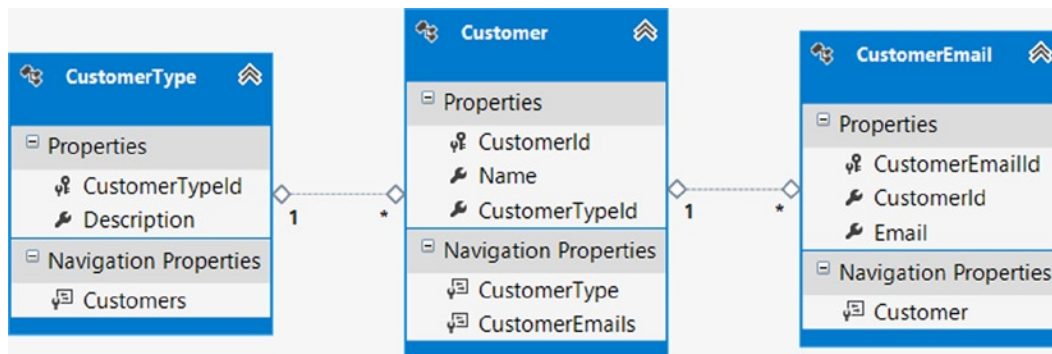 CustomerType
Properties
CustomerTypeId
Description
Navigation Properties
Customers
1
*
Customer
Properties
CustomerId
Name
CustomerTypeId
Navigation Properties
CustomerType
CustomerEmails
1
*
CustomerEmail
Properties
CustomerEmailId
CustomerId
Email
Navigation Properties
Customer